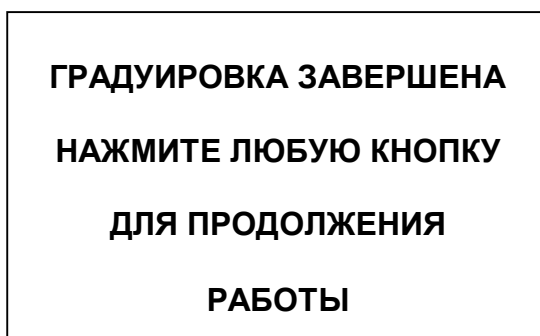 ГРАДУИРОВКА ЗАВЕРШЕНА
НАЖМИТЕ ЛЮБУЮ КНОПКУ
ДЛЯ ПРОДОЛЖЕНИЯ
РАБОТЫ